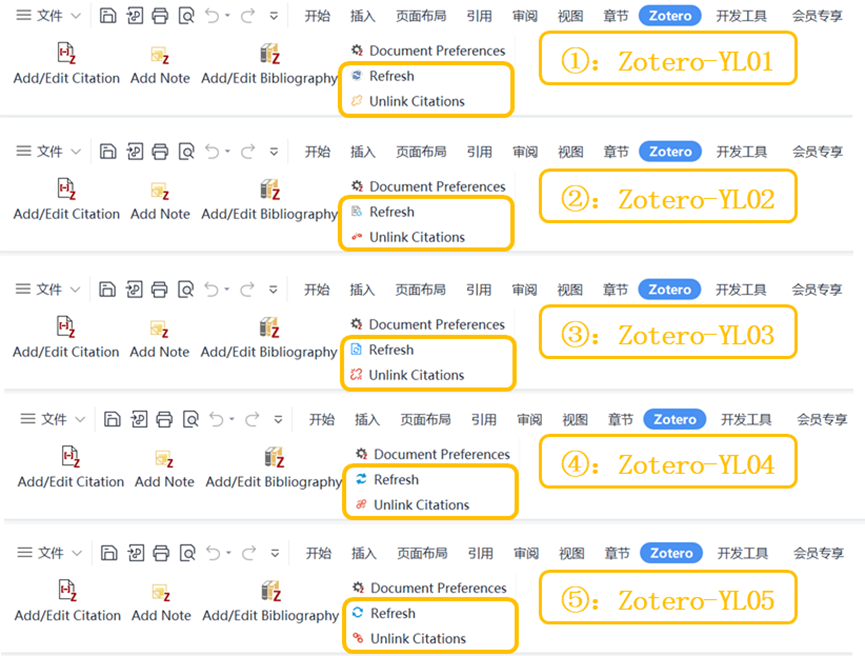 文件 开始 插入 页面布局 引用 审阅 视图 章节 Zotero 开发工具 会员专享
Document Preferences
Add/Edit Citation Add Note Add/Edit Bibliography Refresh
Unlink Citations
①：Zotero-YL01
文件 开始 插入 页面布局 引用 审阅 视图 章节 Zotero 开发工具 会员专享
Document Preferences
Add/Edit Citation Add Note Add/Edit Bibliography Refresh
Unlink Citations
②：Zotero-YL02
文件 开始 插入 页面布局 引用 审阅 视图 章节 Zotero 开发工具 会员专享
Document Preferences
Add/Edit Citation Add Note Add/Edit Bibliography Refresh
Unlink Citations
③：Zotero-YL03
文件 开始 插入 页面布局 引用 审阅 视图 章节 Zotero 开发工具 会员专享
Document Preferences
Add/Edit Citation Add Note Add/Edit Bibliography Refresh
Unlink Citations
④：Zotero-YL04
文件 开始 插入 页面布局 引用 审阅 视图 章节 Zotero 开发工具 会员专享
Document Preferences
Add/Edit Citation Add Note Add/Edit Bibliography Refresh
Unlink Citations
⑤：Zotero-YL05